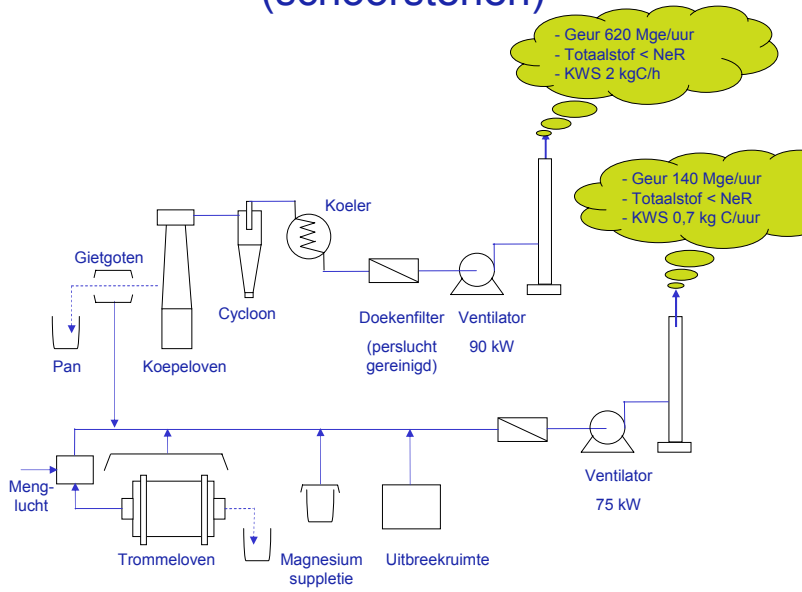 (schoorstenen)
- Geur 620 Mge/uur
- Totaalstof < NeR
- KWS 2 kgC/h
- Geur 140 Mge/uur
- Totaalstof < NeR
- KWS 0,7 kg C/uur
Koeler
Gietgoten
Cycloon
Doekenfilter
(perslucht
gereinigd)
Ventilator
90 kW
Pan
Koepeloven
Meng-
lucht
Ventilator
75 kW
Trommeloven
Magnesium
suppletie
Uitbreekruimte